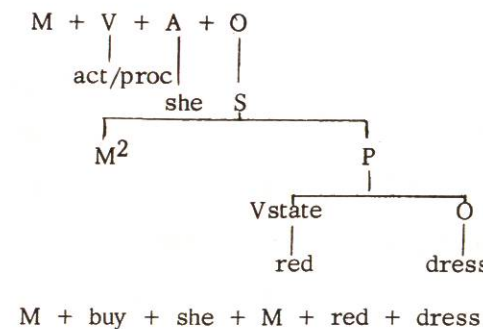 M + V + A + O
act/proc
she S
M² P
Vstate O
red dress
M + buy + she + M + red + dress